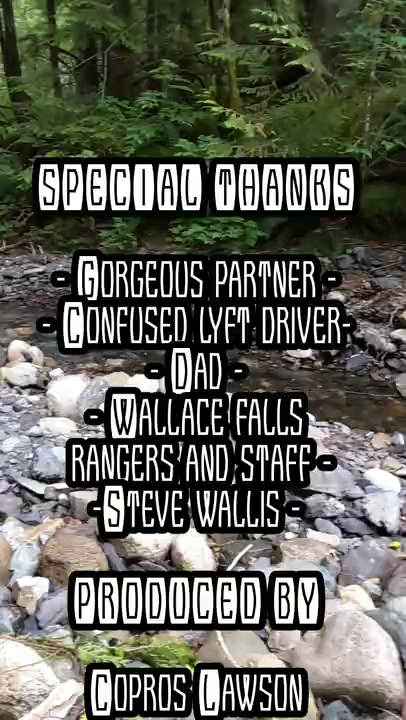 SPECIAL THANKS
- GORGEOUS PARTNER -
- CONFUSED LYFT DRIVER-
- DAD -
- WALLACE FALLS
RANGERS AND STAFF -
- STEVE WALLIS -
PRODUCED BY
COPROS LAWSON